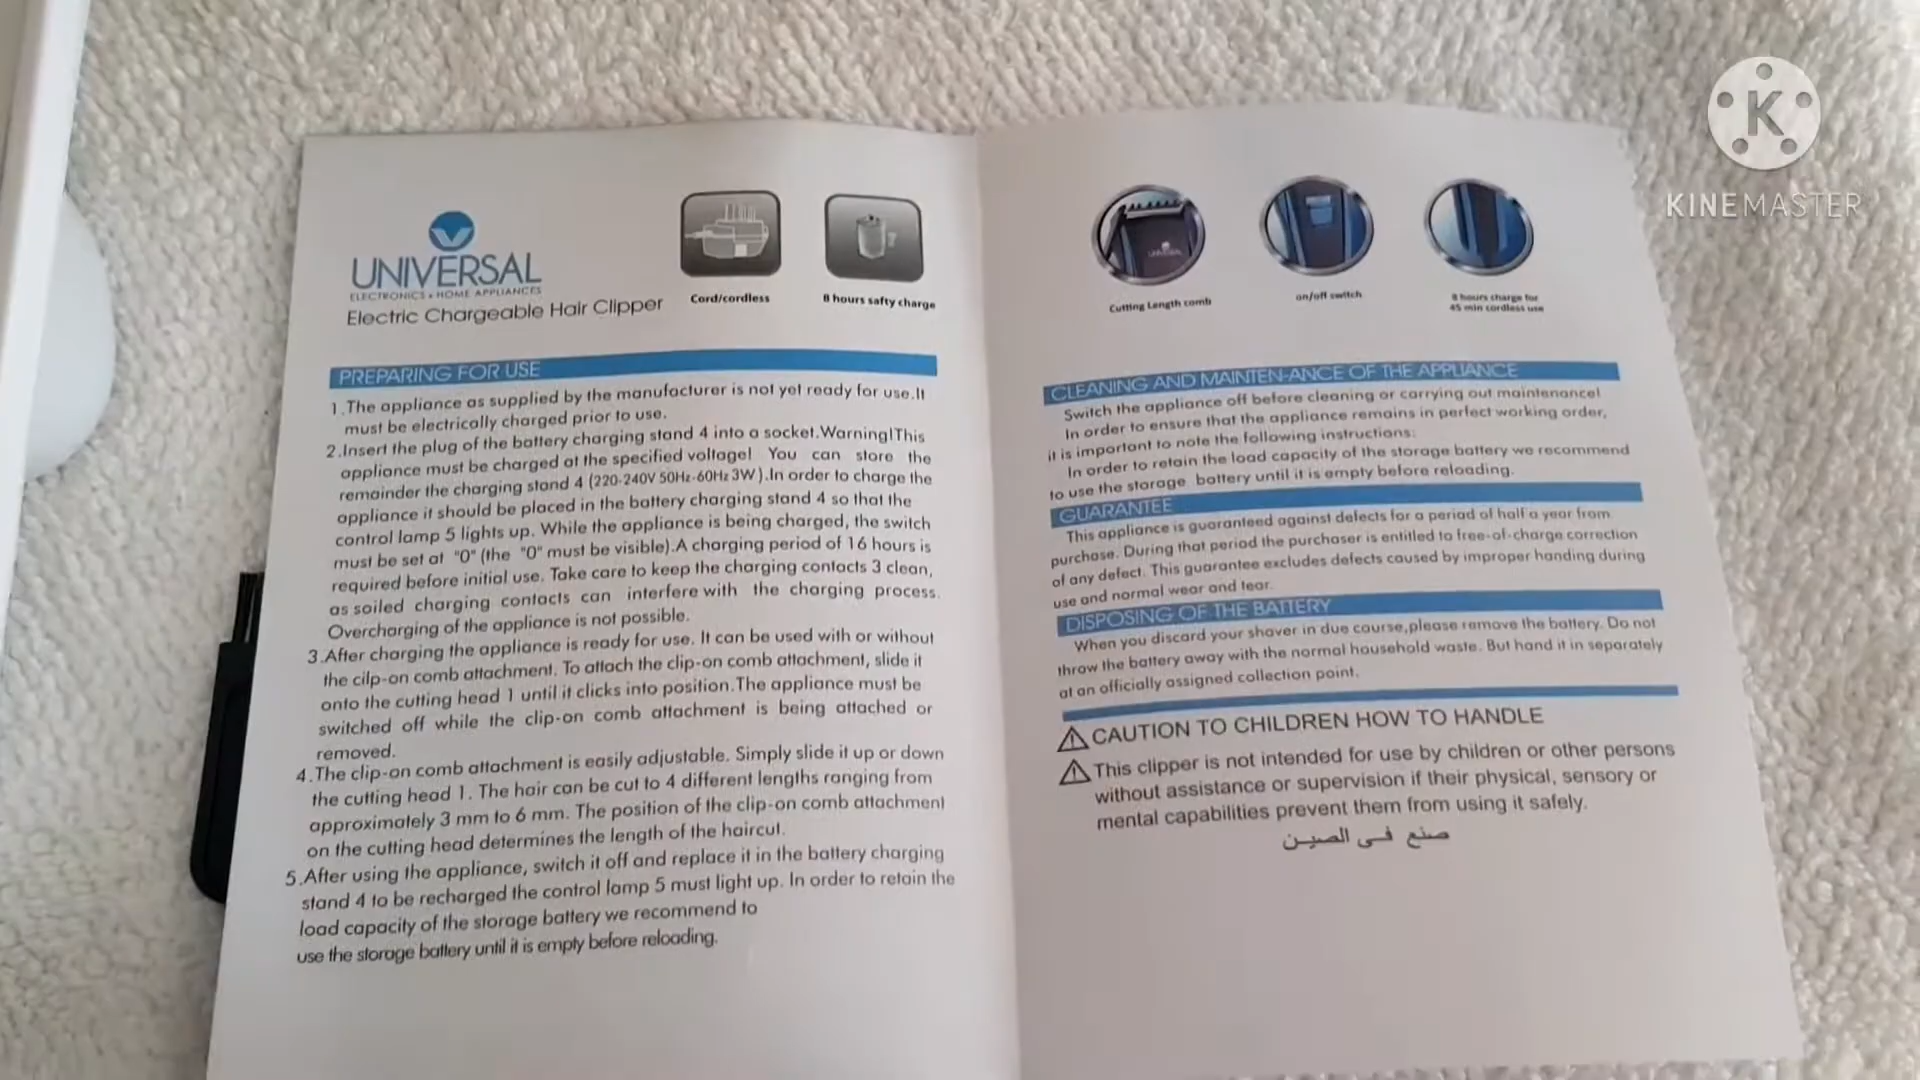 UNIVERSAL
ELECTRONICS • HOME APPLIANCES
Electric Chargeable Hair Clipper
Cord/cordless
8 hours safty charge
PREPARING FOR USE
1.The appliance as supplied by the manufacturer is not yet ready for use.It
must be electrically charged prior to use.
2.Insert the plug of the battery charging stand 4 into a socket.Warning!This
appliance must be charged at the specified voltage! You can store the
remainder the charging stand 4 (220-240V 50Hz-60Hz 3W).In order to charge the
appliance it should be placed in the battery charging stand 4 so that the
control lamp 5 lights up. While the appliance is being charged, the switch
must be set at "0" (the "0" must be visible).A charging period of 16 hours is
required before initial use. Take care to keep the charging contacts 3 clean,
as soiled charging contacts can interfere with the charging process.
Overcharging of the appliance is not possible.
3.After charging the appliance is ready for use. It can be used with or without
the cilp-on comb attachment. To attach the clip-on comb attachment, slide it
onto the cutting head 1 until it clicks into position.The appliance must be
switched off while the clip-on comb attachment is being attached or
removed.
4.The clip-on comb attachment is easily adjustable. Simply slide it up or down
the cutting head 1. The hair can be cut to 4 different lengths ranging from
approximately 3 mm to 6 mm. The position of the clip-on comb attachment
on the cutting head determines the length of the haircut.
5.After using the appliance, switch it off and replace it in the battery charging
stand 4 to be recharged the control lamp 5 must light up. In order to retain the
load capacity of the storage battery we recommend to
use the storage battery until it is empty before reloading.
UNIVERSAL
Cutting Length comb
on/off switch
8 hours charge for
45 min cordless use
CLEANING AND MAINTEN-ANCE OF THE APPLIANCE
Switch the appliance off before cleaning or carrying out maintenance!
In order to ensure that the appliance remains in perfect working order,
it is important to note the following instructions:
In order to retain the load capacity of the storage battery we recommend
to use the storage battery until it is empty before reloading.
GUARANTEE
This appliance is guaranteed against defects for a period of half a year from
purchase. During that period the purchaser is entitled to free-of-charge correction
of any defect. This guarantee excludes defects caused by improper handing during
use and normal wear and tear.
DISPOSING OF THE BATTERY
When you discard your shaver in due course,please remove the battery. Do not
throw the battery away with the normal household waste. But hand it in separately
at an officially assigned collection point.
CAUTION TO CHILDREN HOW TO HANDLE
This clipper is not intended for use by children or other persons
without assistance or supervision if their physical, sensory or
mental capabilities prevent them from using it safely.
صنع فى الصين
K
KINEMASTER